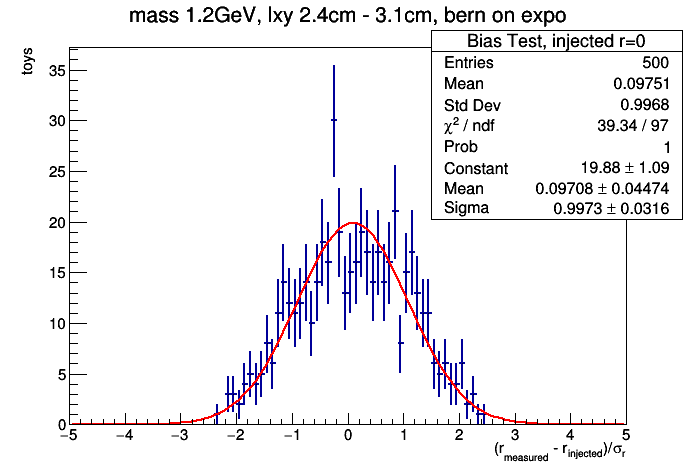 mass 1.2GeV, lxy 2.4cm - 3.1cm, bern on expo
Bias Test, injected r=0
Entries 500
Mean 0.09751
Std Dev 0.9968
χ² / ndf 39.34 / 97
Prob 1
Constant 19.88 ± 1.09
Mean 0.09708 ± 0.04474
Sigma 0.9973 ± 0.0316
toys
35
30
25
20
15
10
5
0
−5 −4 −3 −2 −1 0 1 2 3 4 5
(r_measured - r_injected)/σ_r